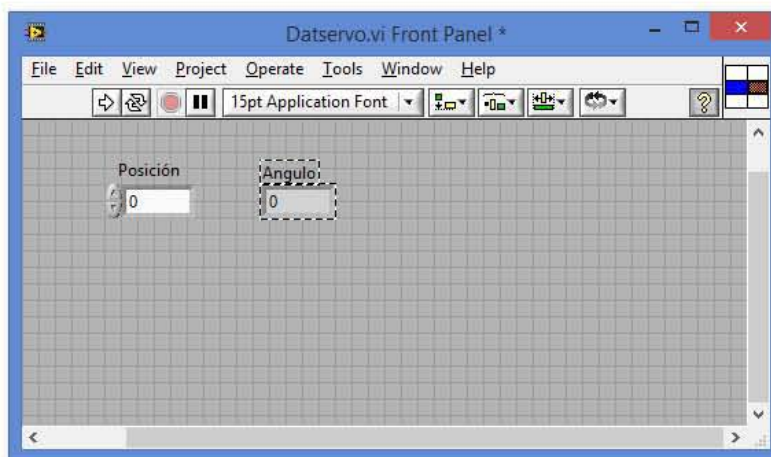 Datservo.vi Front Panel *
File Edit View Project Operate Tools Window Help
15pt Application Font
Posición Angulo
0 0